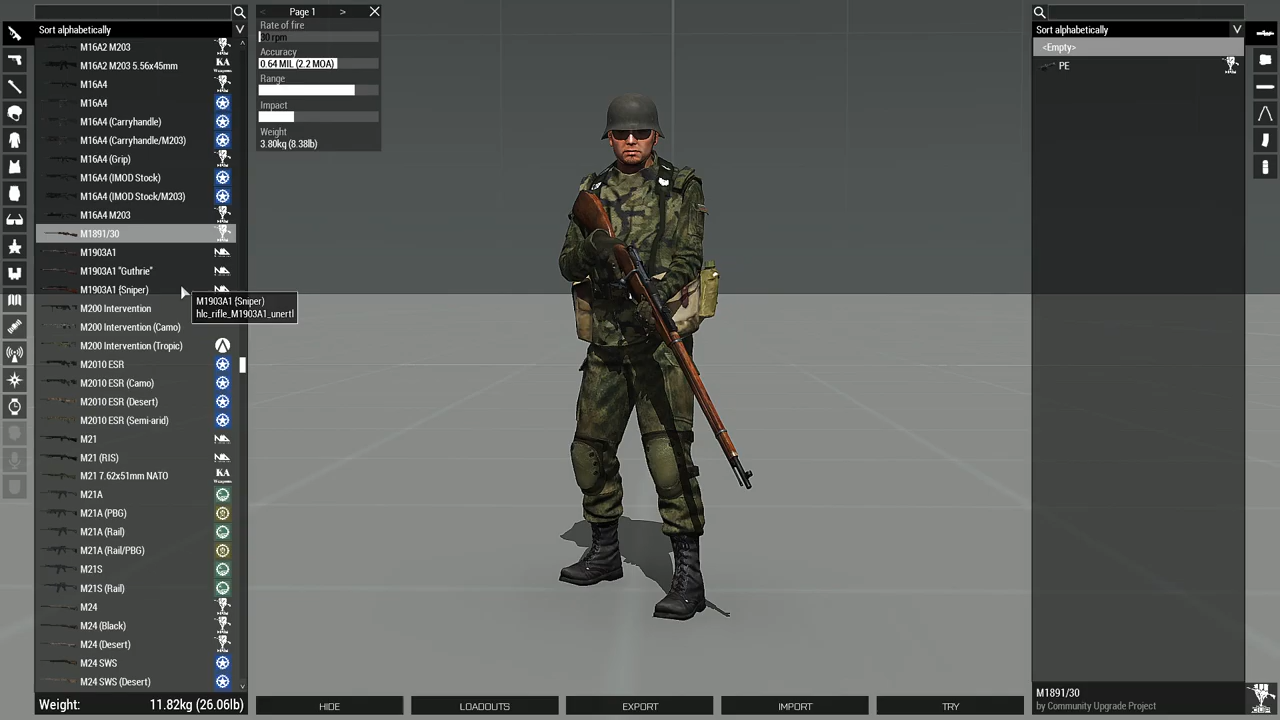 Sort alphabetically
M16A2 M203
M16A2 M203 5.56x45mm
KA
M16A4
M16A4
M16A4 (Carryhandle)
M16A4 (Carryhandle/M203)
M16A4 (Grip)
M16A4 (IMOD Stock)
M16A4 (IMOD Stock/M203)
M16A4 M203
M1891/30
M1903A1
M1903A1 "Guthrie"
M1903A1 (Sniper)
M200 Intervention
M200 Intervention (Camo)
M200 Intervention (Tropic)
M2010 ESR
M2010 ESR (Camo)
M2010 ESR (Desert)
M2010 ESR (Semi-arid)
M21
M21 (RIS)
M21 7.62x51mm NATO
KA
M21A
M21A (PBG)
M21A (Rail)
M21A (Rail/PBG)
M21S
M21S (Rail)
M24
M24 (Black)
M24 (Desert)
M24 SWS
M24 SWS (Desert)
Weight: 11.82kg (26.06lb)
M1903A1 (Sniper)
hlc_rifle_M1903A1_unertl
< Page 1 >
Rate of fire
30 rpm
Accuracy
0.64 MIL (2.2 MOA)
Range
Impact
Weight
3.80kg (8.38lb)
HIDE
LOADOUTS
EXPORT
IMPORT
TRY
Sort alphabetically
<Empty>
PE
M1891/30
by Community Upgrade Project